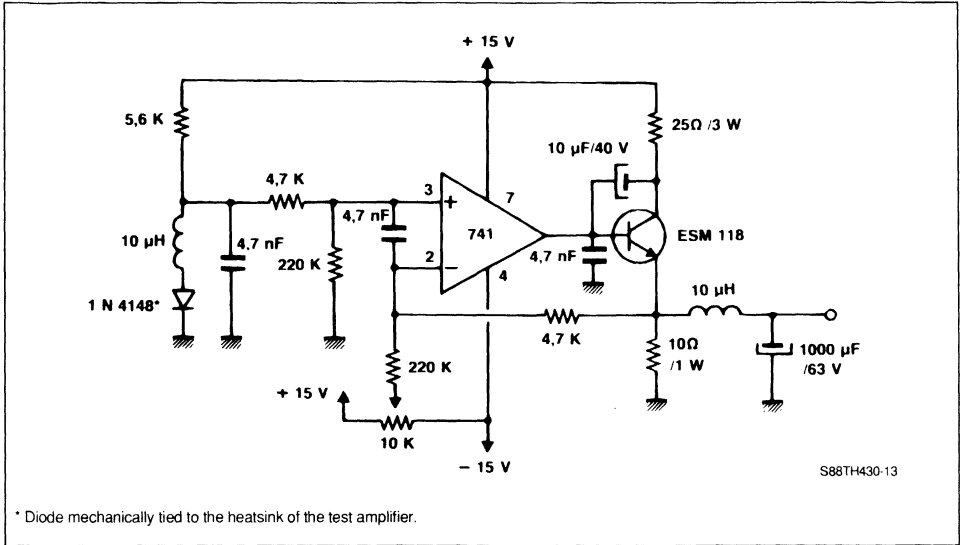 + 15 V
5,6 K
25Ω /3 W
10 µF/40 V
4,7 K
3
7
+
4,7 nF
741
ESM 118
10 µH
4,7 nF
220 K
2
−
4
4,7 nF
10 µH
1 N 4148*
4,7 K
10Ω
/1 W
1000 µF
/63 V
220 K
+ 15 V
10 K
− 15 V
S88TH430-13
* Diode mechanically tied to the heatsink of the test amplifier.